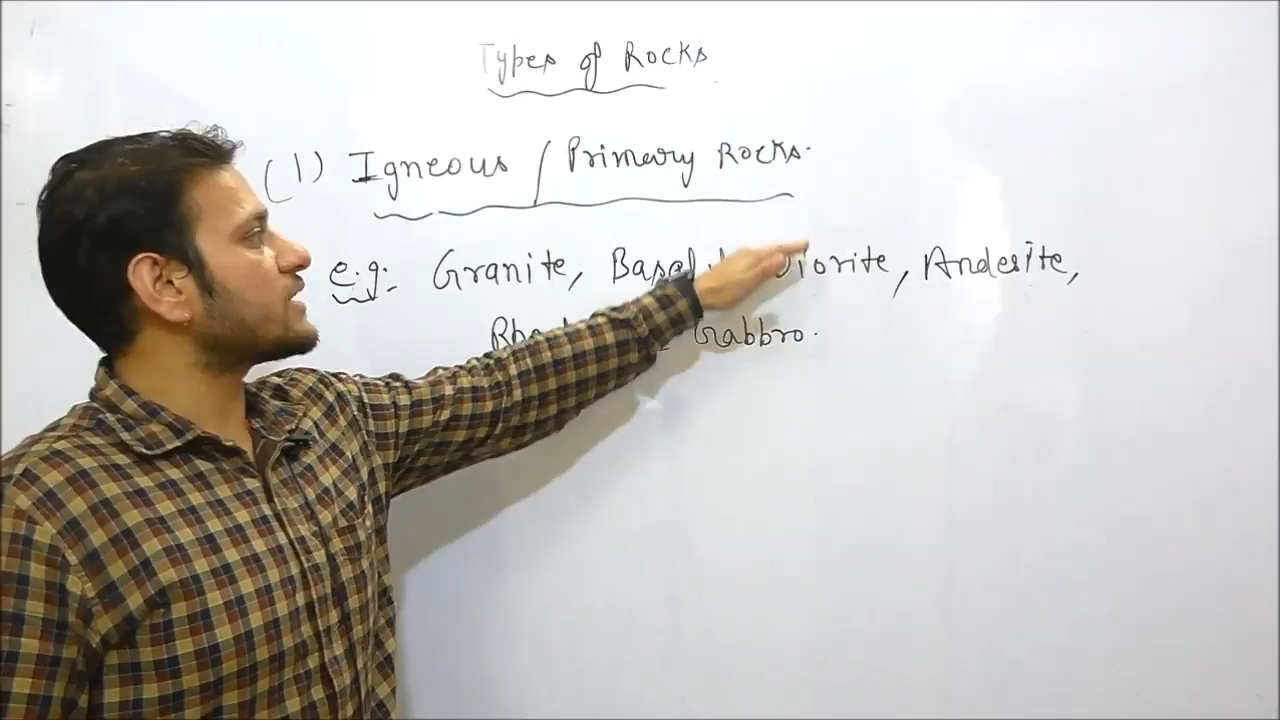 Types of Rocks
(1) Igneous / Primary Rocks.
e.g:- Granite, Basalt, Diorite, Andesite,
Gabbro.